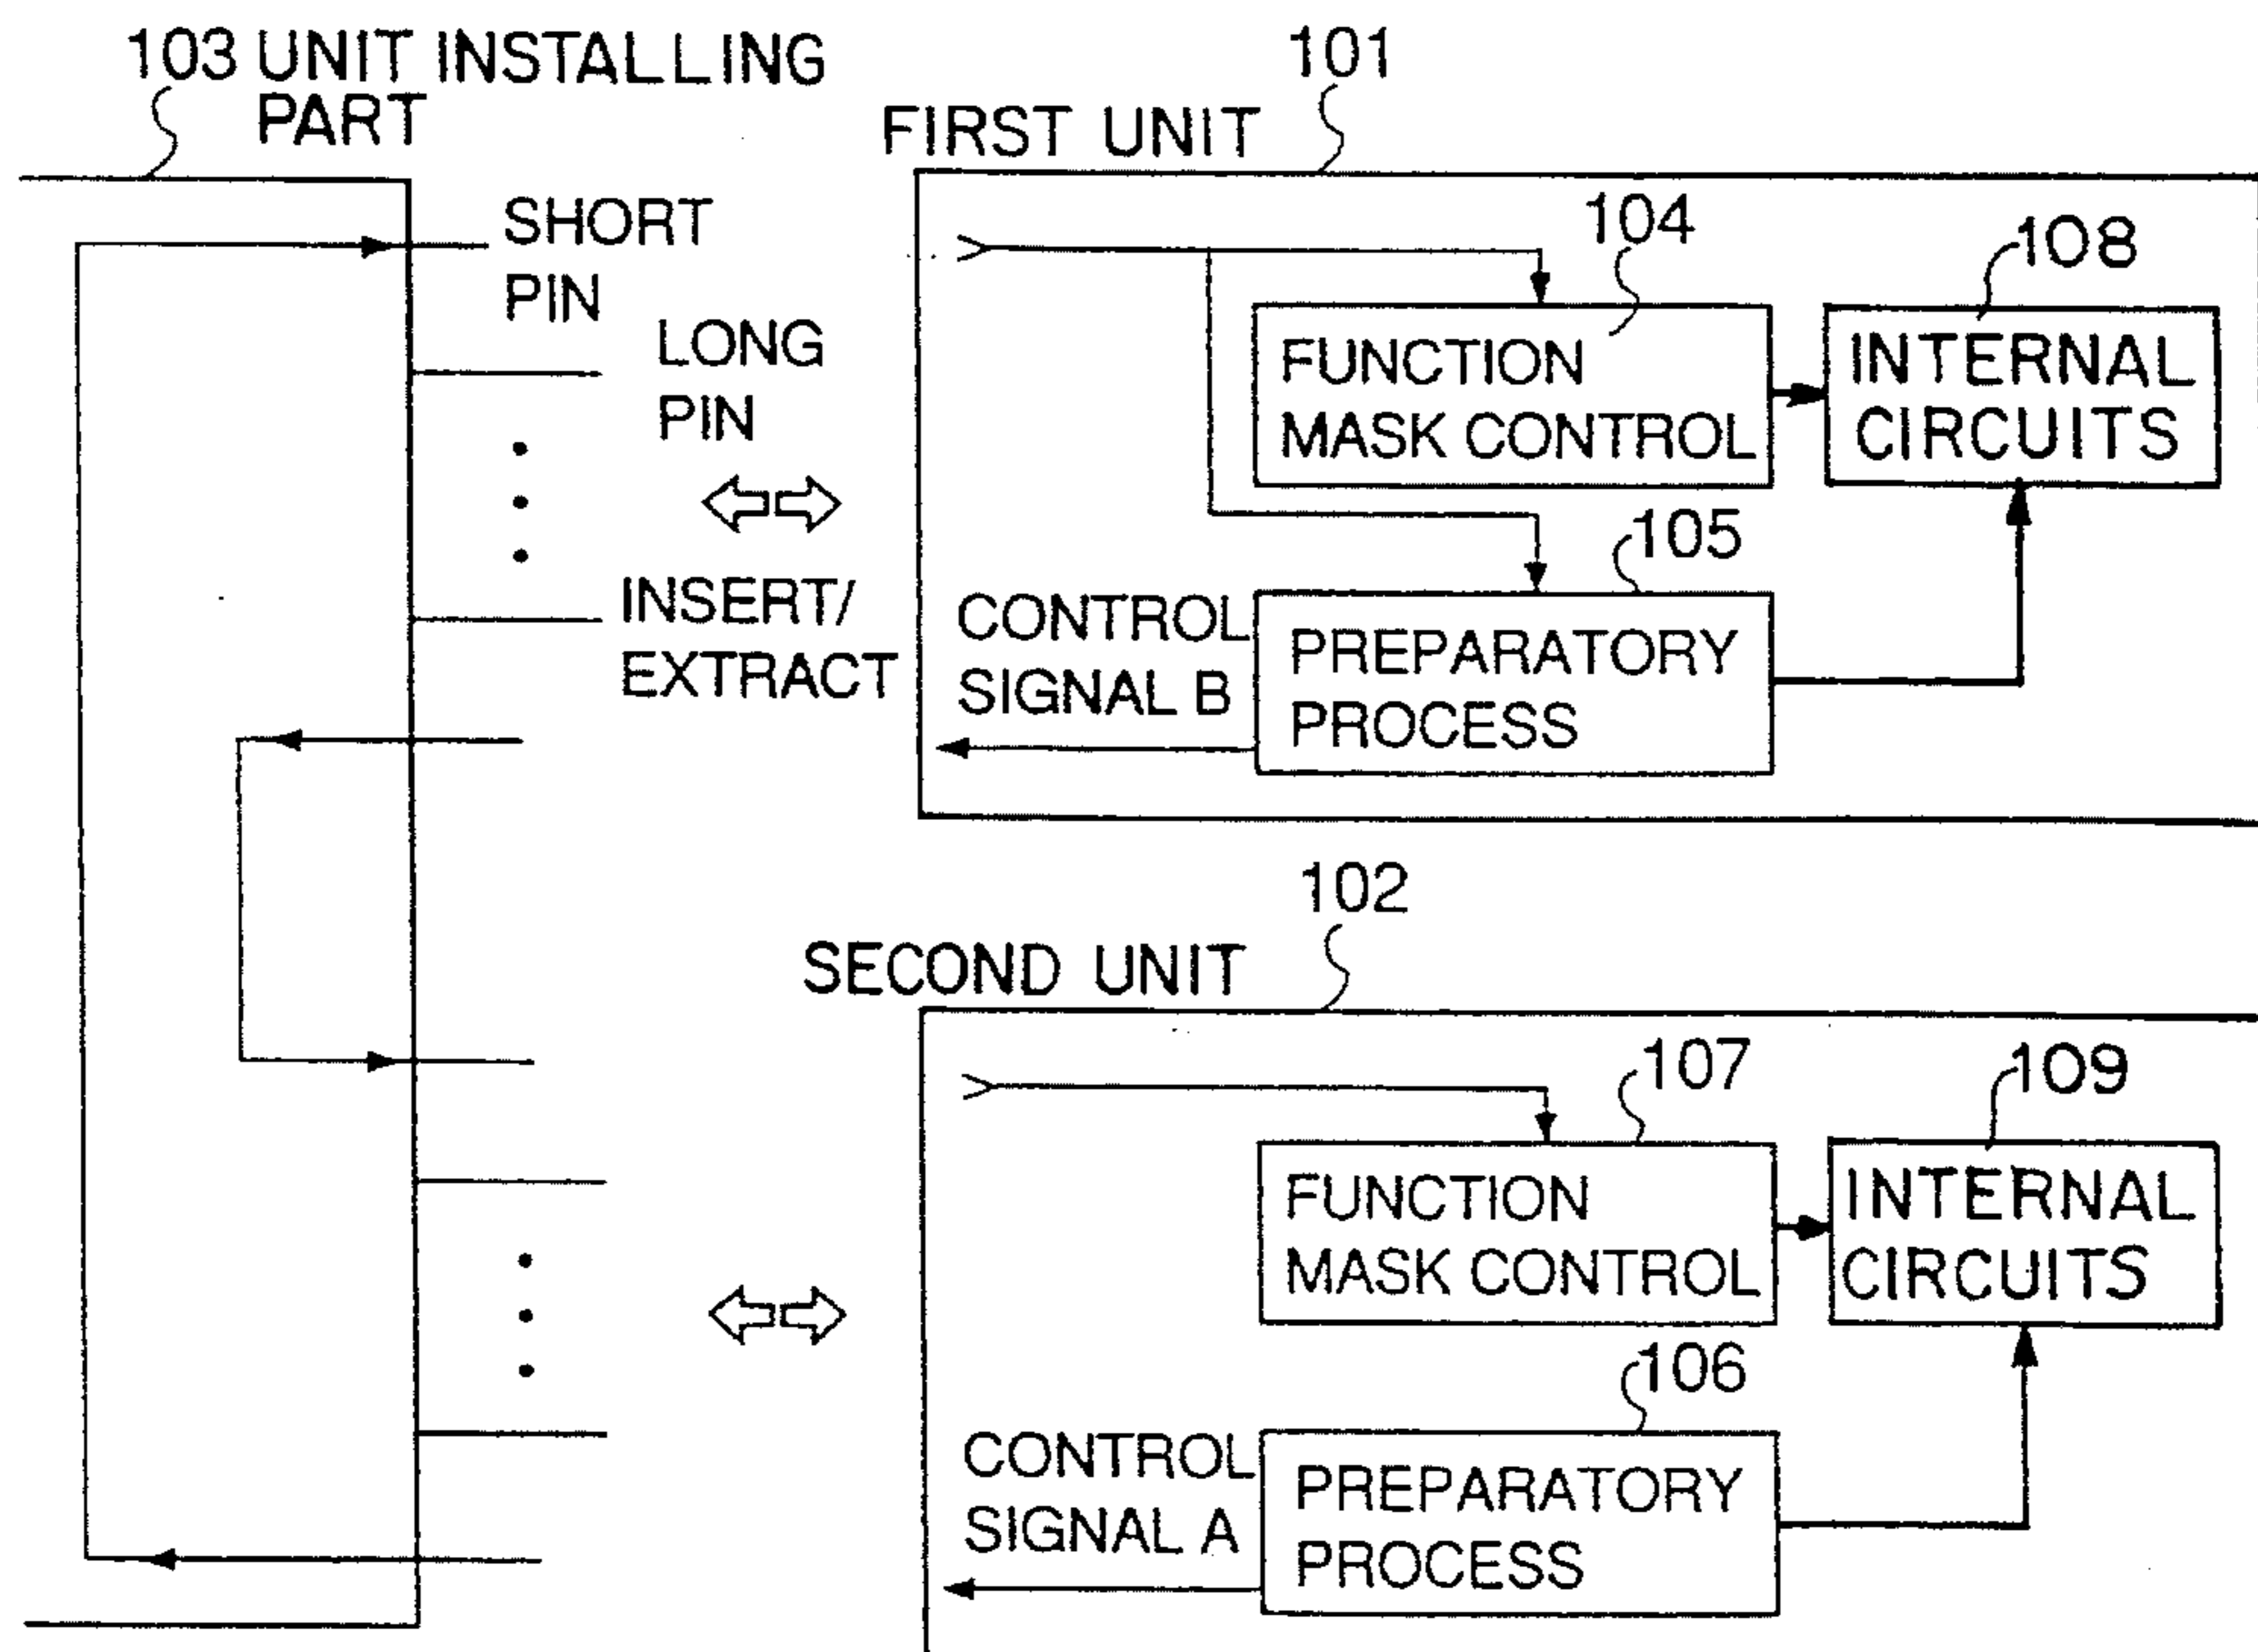 103 UNIT INSTALLING
PART
101
FIRST UNIT
SHORT
PIN
LONG
PIN
INSERT/
EXTRACT
104
108
FUNCTION
MASK CONTROL
INTERNAL
CIRCUITS
105
CONTROL
SIGNAL B
PREPARATORY
PROCESS
102
SECOND UNIT
107
109
FUNCTION
MASK CONTROL
INTERNAL
CIRCUITS
106
CONTROL
SIGNAL A
PREPARATORY
PROCESS